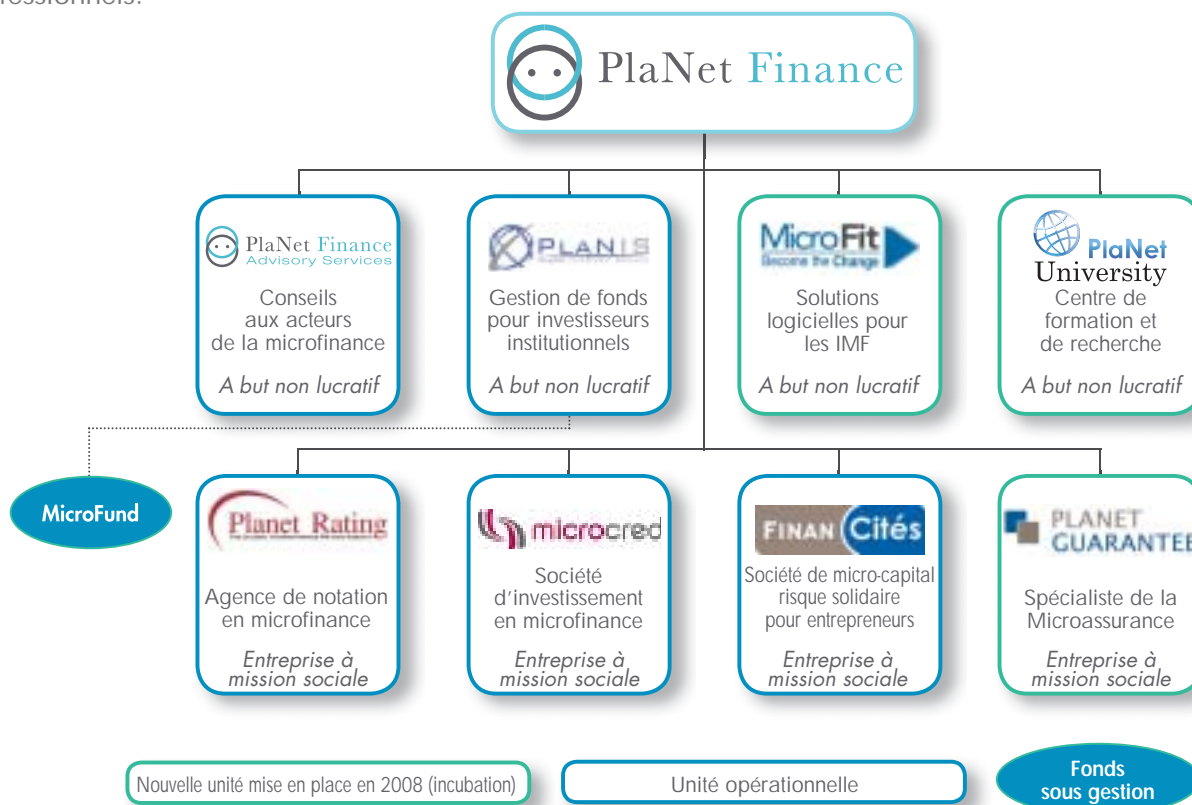 essionnels.
PlaNet Finance
PlaNet Finance
Advisory Services
Conseils
aux acteurs
de la microfinance
A but non lucratif
PLANIS
Gestion de fonds
pour investisseurs
institutionnels
A but non lucratif
MicroFit
Become the Change
Solutions
logicielles pour
les IMF
A but non lucratif
PlaNet
University
Centre de
formation et
de recherche
A but non lucratif
MicroFund
Planet Rating
Agence de notation
en microfinance
Entreprise à
mission sociale
microcred
Société
d'investissement
en microfinance
Entreprise à
mission sociale
FINANCités
Société de micro-capital
risque solidaire
pour entrepreneurs
Entreprise à
mission sociale
PLANET
GUARANTEE
Spécialiste de la
Microassurance
Entreprise à
mission sociale
Nouvelle unité mise en place en 2008 (incubation)
Unité opérationnelle
Fonds
sous gestion